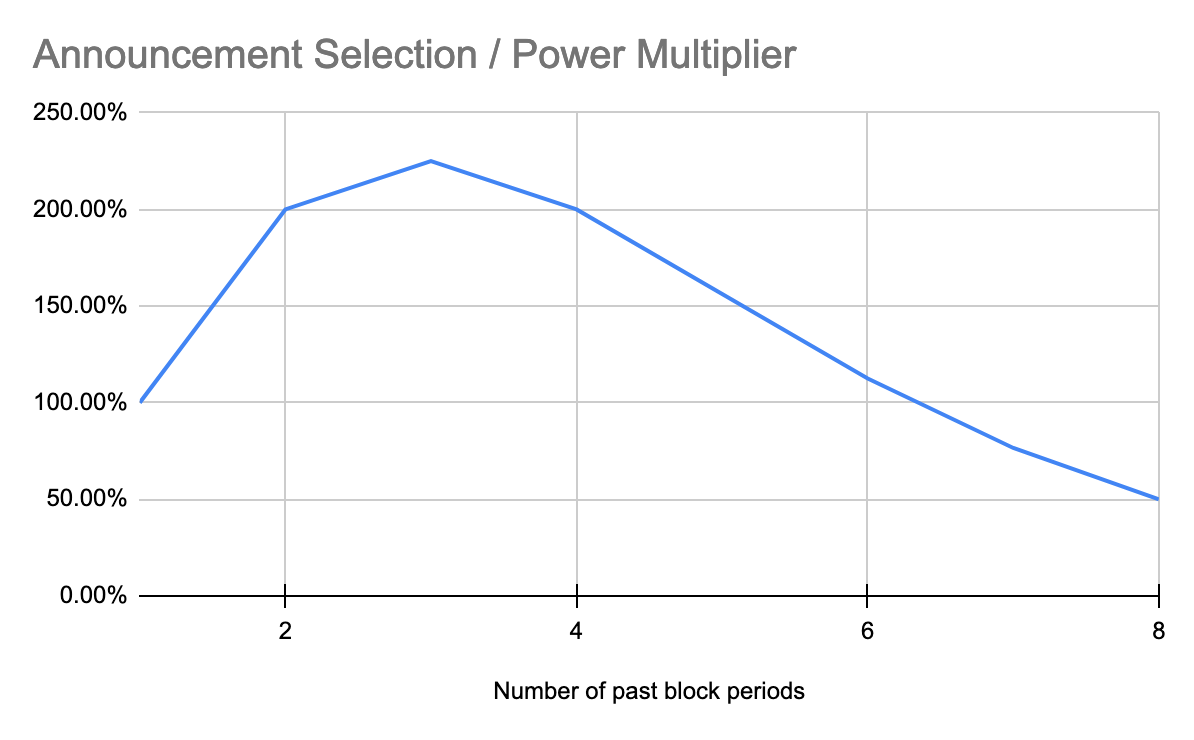 Announcement Selection / Power Multiplier
250.00%
200.00%
150.00%
100.00%
50.00%
0.00%
2 4 6 8
Number of past block periods